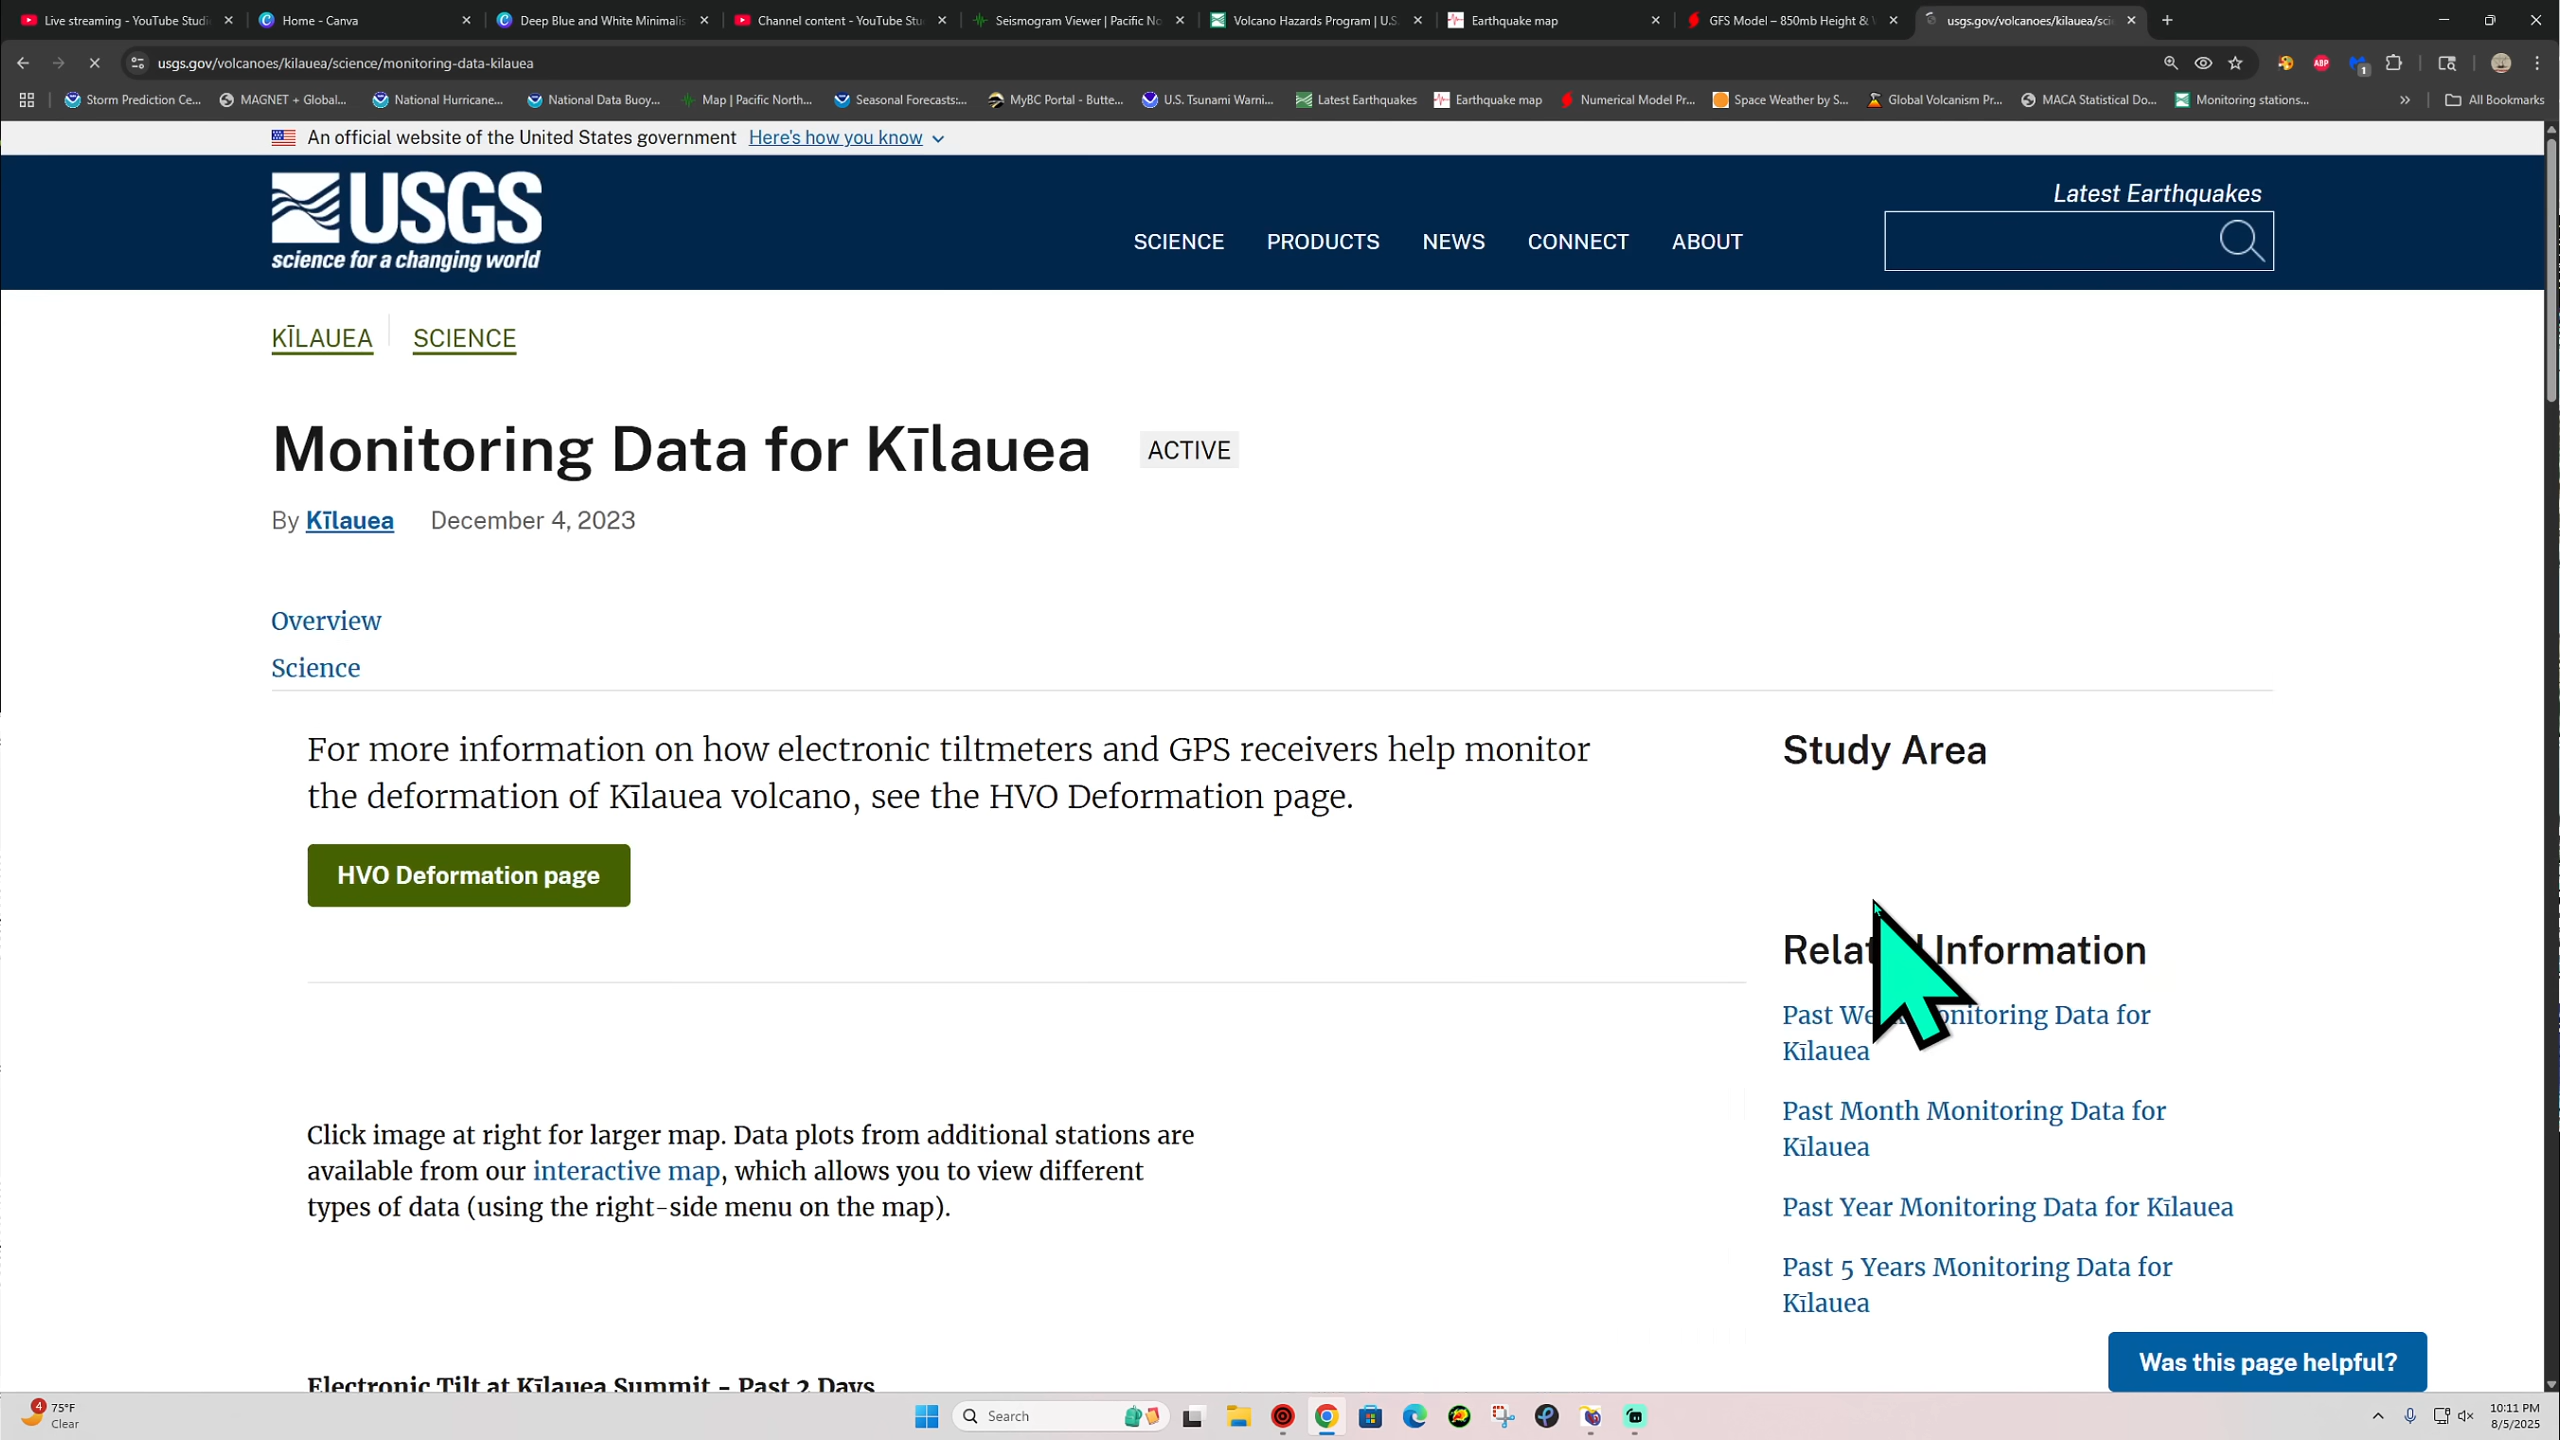 Live streaming - YouTube Studi
Home - Canva
Deep Blue and White Minimalis
Channel content - YouTube Stu
Seismogram Viewer | Pacific No
Volcano Hazards Program | U.S.
Earthquake map
GFS Model – 850mb Height &
usgs.gov/volcanoes/kilauea/sci
usgs.gov/volcanoes/kilauea/science/monitoring-data-kilauea
ABP
1
Storm Prediction Ce...
MAGNET + Global...
National Hurricane...
National Data Buoy...
Map | Pacific North...
Seasonal Forecasts:...
MyBC Portal - Butte...
U.S. Tsunami Warni...
Latest Earthquakes
Earthquake map
Numerical Model Pr...
Space Weather by S...
Global Volcanism Pr...
MACA Statistical Do...
Monitoring stations...
»
All Bookmarks
An official website of the United States government Here's how you know
USGS
science for a changing world
SCIENCE
PRODUCTS
NEWS
CONNECT
ABOUT
Latest Earthquakes
KĪLAUEA
SCIENCE
Monitoring Data for Kīlauea
ACTIVE
By Kīlauea December 4, 2023
Overview
Science
For more information on how electronic tiltmeters and GPS receivers help monitor
the deformation of Kīlauea volcano, see the HVO Deformation page.
HVO Deformation page
Click image at right for larger map. Data plots from additional stations are
available from our interactive map, which allows you to view different
types of data (using the right-side menu on the map).
Electronic Tilt at Kīlauea Summit - Past 2 Days
Study Area
Related Information
Past Week Monitoring Data for
Kīlauea
Past Month Monitoring Data for
Kīlauea
Past Year Monitoring Data for Kīlauea
Past 5 Years Monitoring Data for
Kīlauea
Was this page helpful?
4
75°F
Clear
Search
10:11 PM
8/5/2025